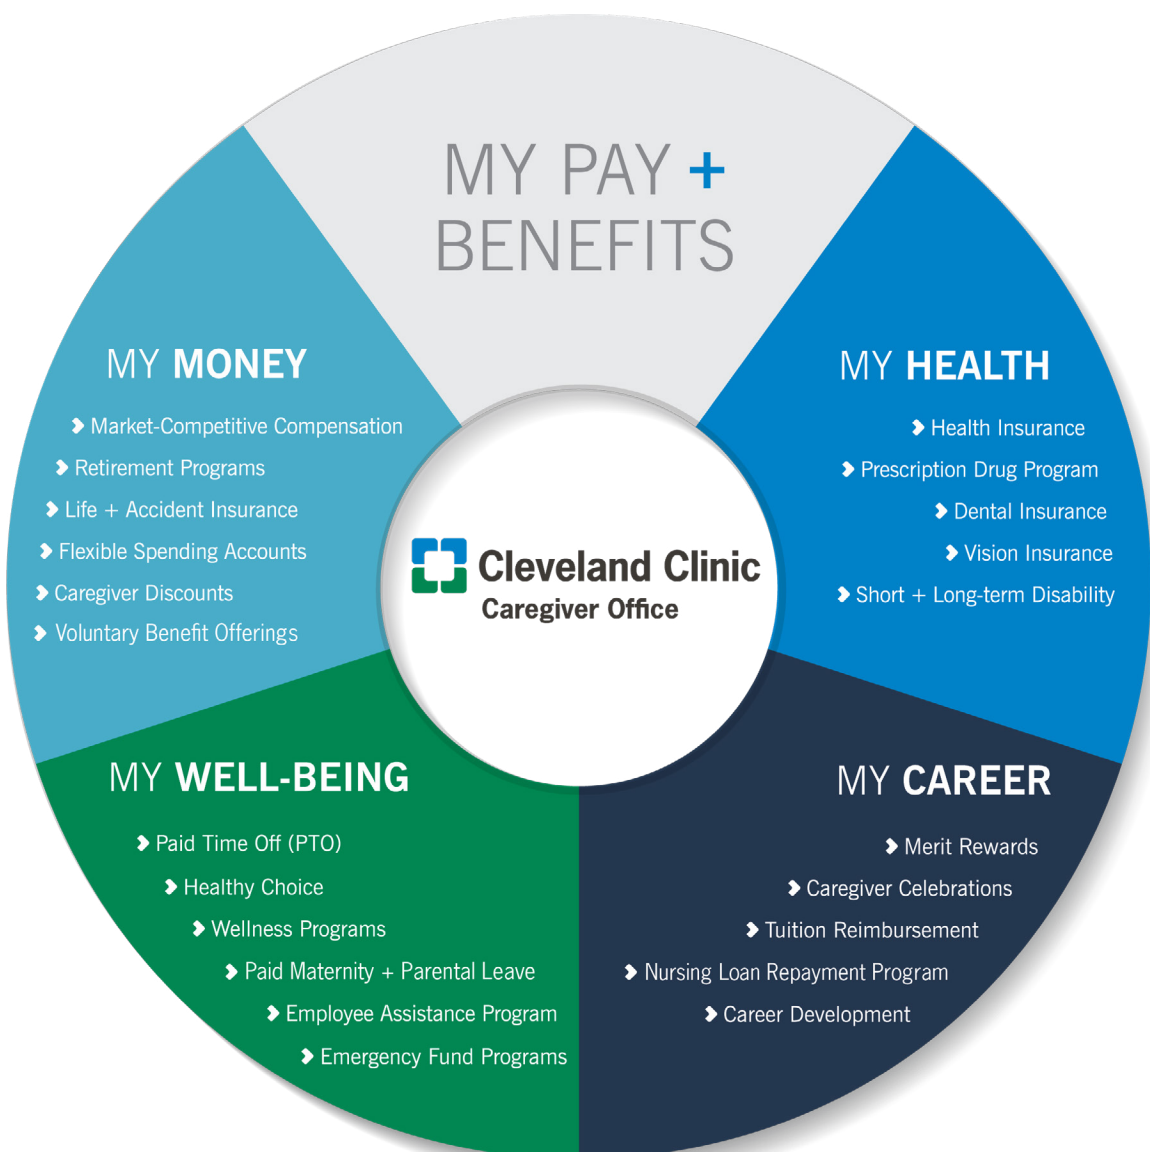 MY PAY +
BENEFITS
MY MONEY
Market-Competitive Compensation
Retirement Programs
Life + Accident Insurance
Flexible Spending Accounts
Caregiver Discounts
Voluntary Benefit Offerings
MY HEALTH
Health Insurance
Prescription Drug Program
Dental Insurance
Vision Insurance
Short + Long-term Disability
Cleveland Clinic
Caregiver Office
MY WELL-BEING
Paid Time Off (PTO)
Healthy Choice
Wellness Programs
Paid Maternity + Parental Leave
Employee Assistance Program
Emergency Fund Programs
MY CAREER
Merit Rewards
Caregiver Celebrations
Tuition Reimbursement
Nursing Loan Repayment Program
Career Development